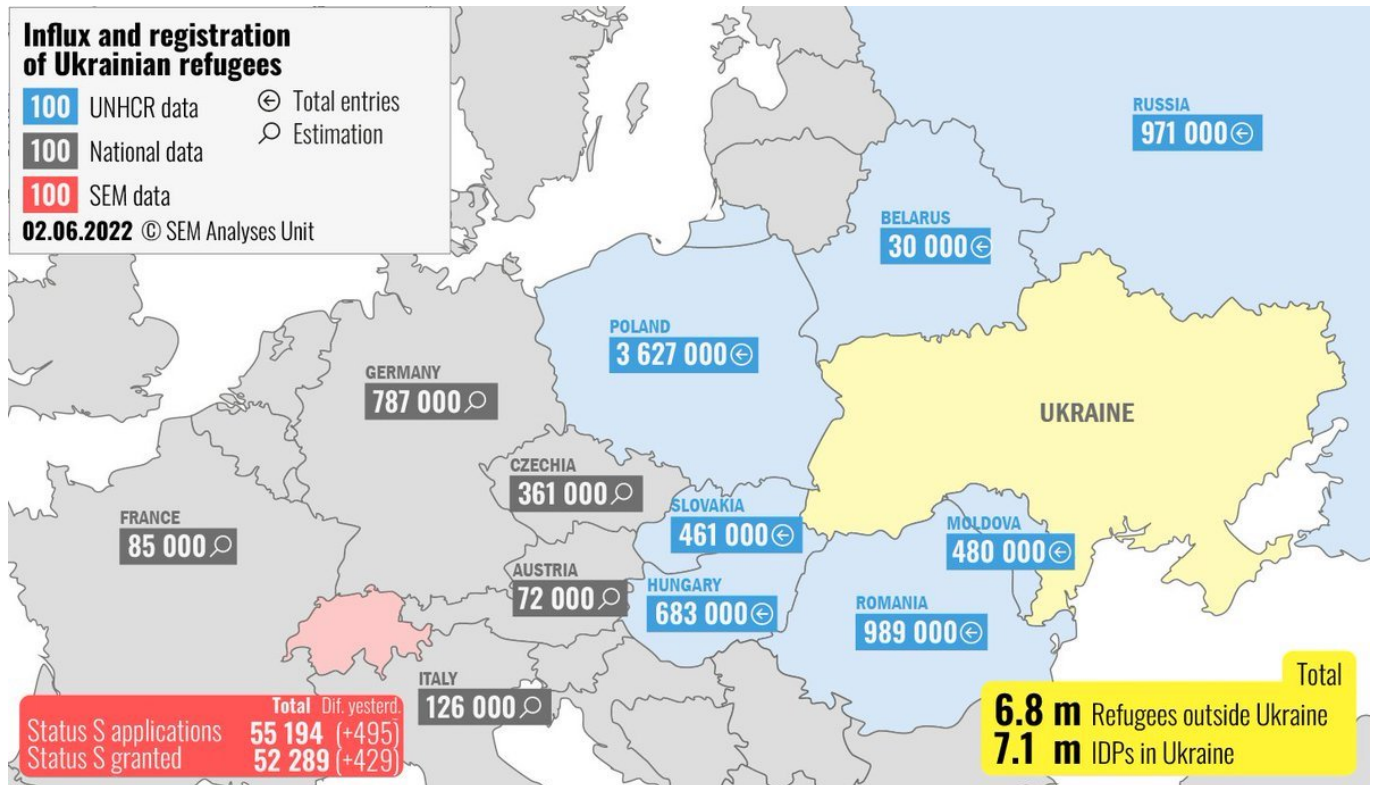 Influx and registration
of Ukrainian refugees
100 UNHCR data
Total entries
100 National data
Estimation
100 SEM data
02.06.2022 © SEM Analyses Unit
RUSSIA
971 000
BELARUS
30 000
POLAND
3 627 000
GERMANY
787 000
UKRAINE
CZECHIA
361 000
SLOVAKIA
461 000
FRANCE
85 000
MOLDOVA
480 000
AUSTRIA
72 000
HUNGARY
683 000
ROMANIA
989 000
ITALY
126 000
Total Dif. yesterd.
Status S applications 55 194 (+495)
Status S granted 52 289 (+429)
Total
6.8 m Refugees outside Ukraine
7.1 m IDPs in Ukraine